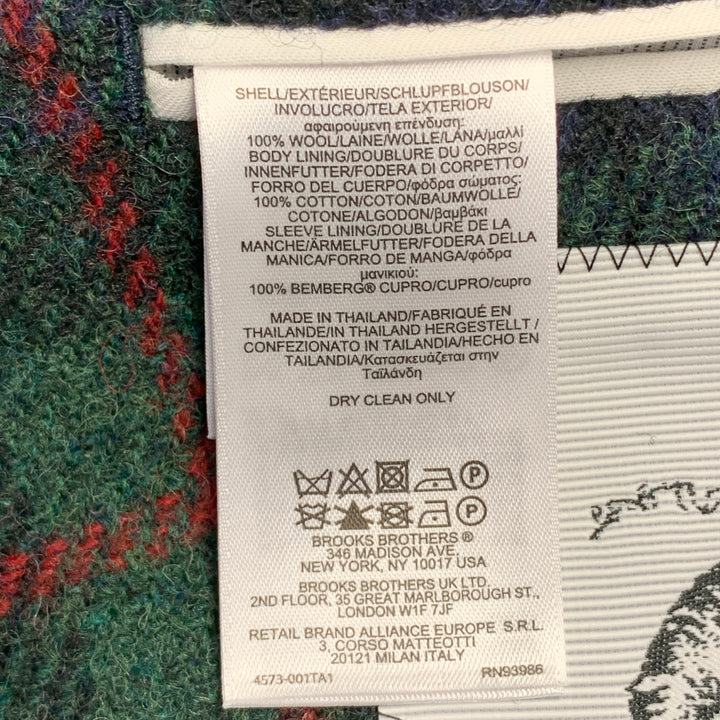 SHELL/EXTÉRIEUR/SCHLUPFBLOUSON/
INVOLUCRO/TELA EXTERIOR/
αφαιρούμενη επένδυση:
100% WOOL/LAINE/WOLLE/LANA/μαλλί
BODY LINING/DOUBLURE DU CORPS/
INNENFUTTER/FODERA DI CORPETTO/
FORRO DEL CUERPO/φόδρα σώματος:
100% COTTON/COTON/BAUMWOLLE/
COTONE/ALGODON/βαμβάκι
SLEEVE LINING/DOUBLURE DE LA
MANCHE/ÄRMELFUTTER/FODERA DELLA
MANICA/FORRO DE MANGA/φόδρα
μανικιού:
100% BEMBERG® CUPRO/CUPRO/cupro
MADE IN THAILAND/FABRIQUÉ EN
THAILANDE/IN THAILAND HERGESTELLT /
CONFEZIONATO IN THAILANDIA/HECHO EN
TAILANDIA/Κατασκευάζεται στην
Ταϊλάνδη
DRY CLEAN ONLY
P
P
BROOKS BROTHERS ®
346 MADISON AVE.
NEW YORK, NY 10017 USA
BROOKS BROTHERS UK LTD.
2ND FLOOR, 35 GREAT MARLBOROUGH ST.,
LONDON W1F 7JF
RETAIL BRAND ALLIANCE EUROPE S.R.L.
3, CORSO MATTEOTTI
20121 MILAN ITALY
4573-001TA1 RN93986